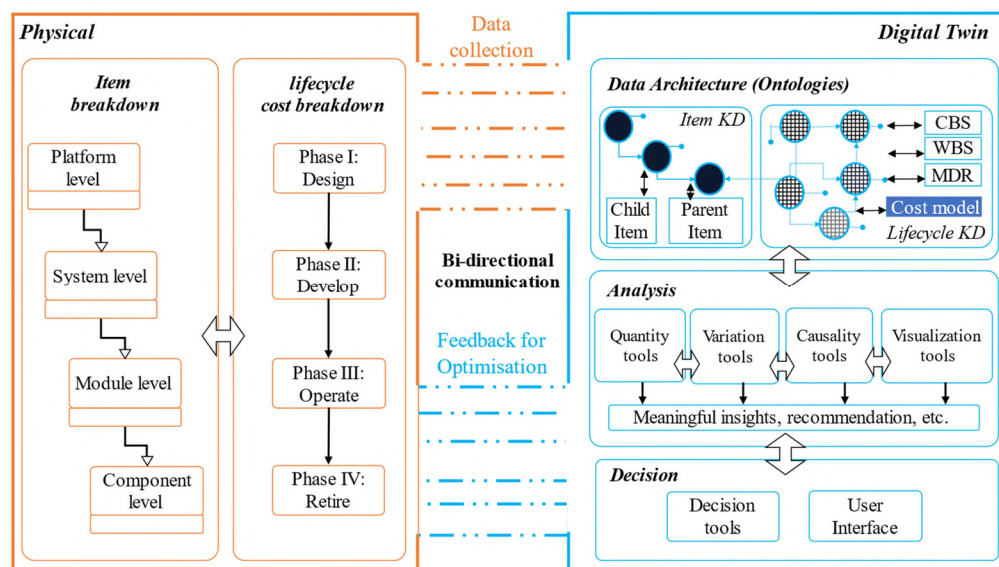 Physical
Item
breakdown
Platform
level
System level
Module level
Component
level
lifecycle
cost breakdown
Phase I:
Design
Phase II:
Develop
Phase III:
Operate
Phase IV:
Retire
Data
collection
Bi-directional
communication
Feedback for
Optimisation
Digital Twin
Data Architecture (Ontologies)
Item KD
Child
Item
Parent
Item
CBS
WBS
MDR
Cost model
Lifecycle KD
Analysis
Quantity
tools
Variation
tools
Causality
tools
Visualization
tools
Meaningful insights, recommendation, etc.
Decision
Decision
tools
User
Interface